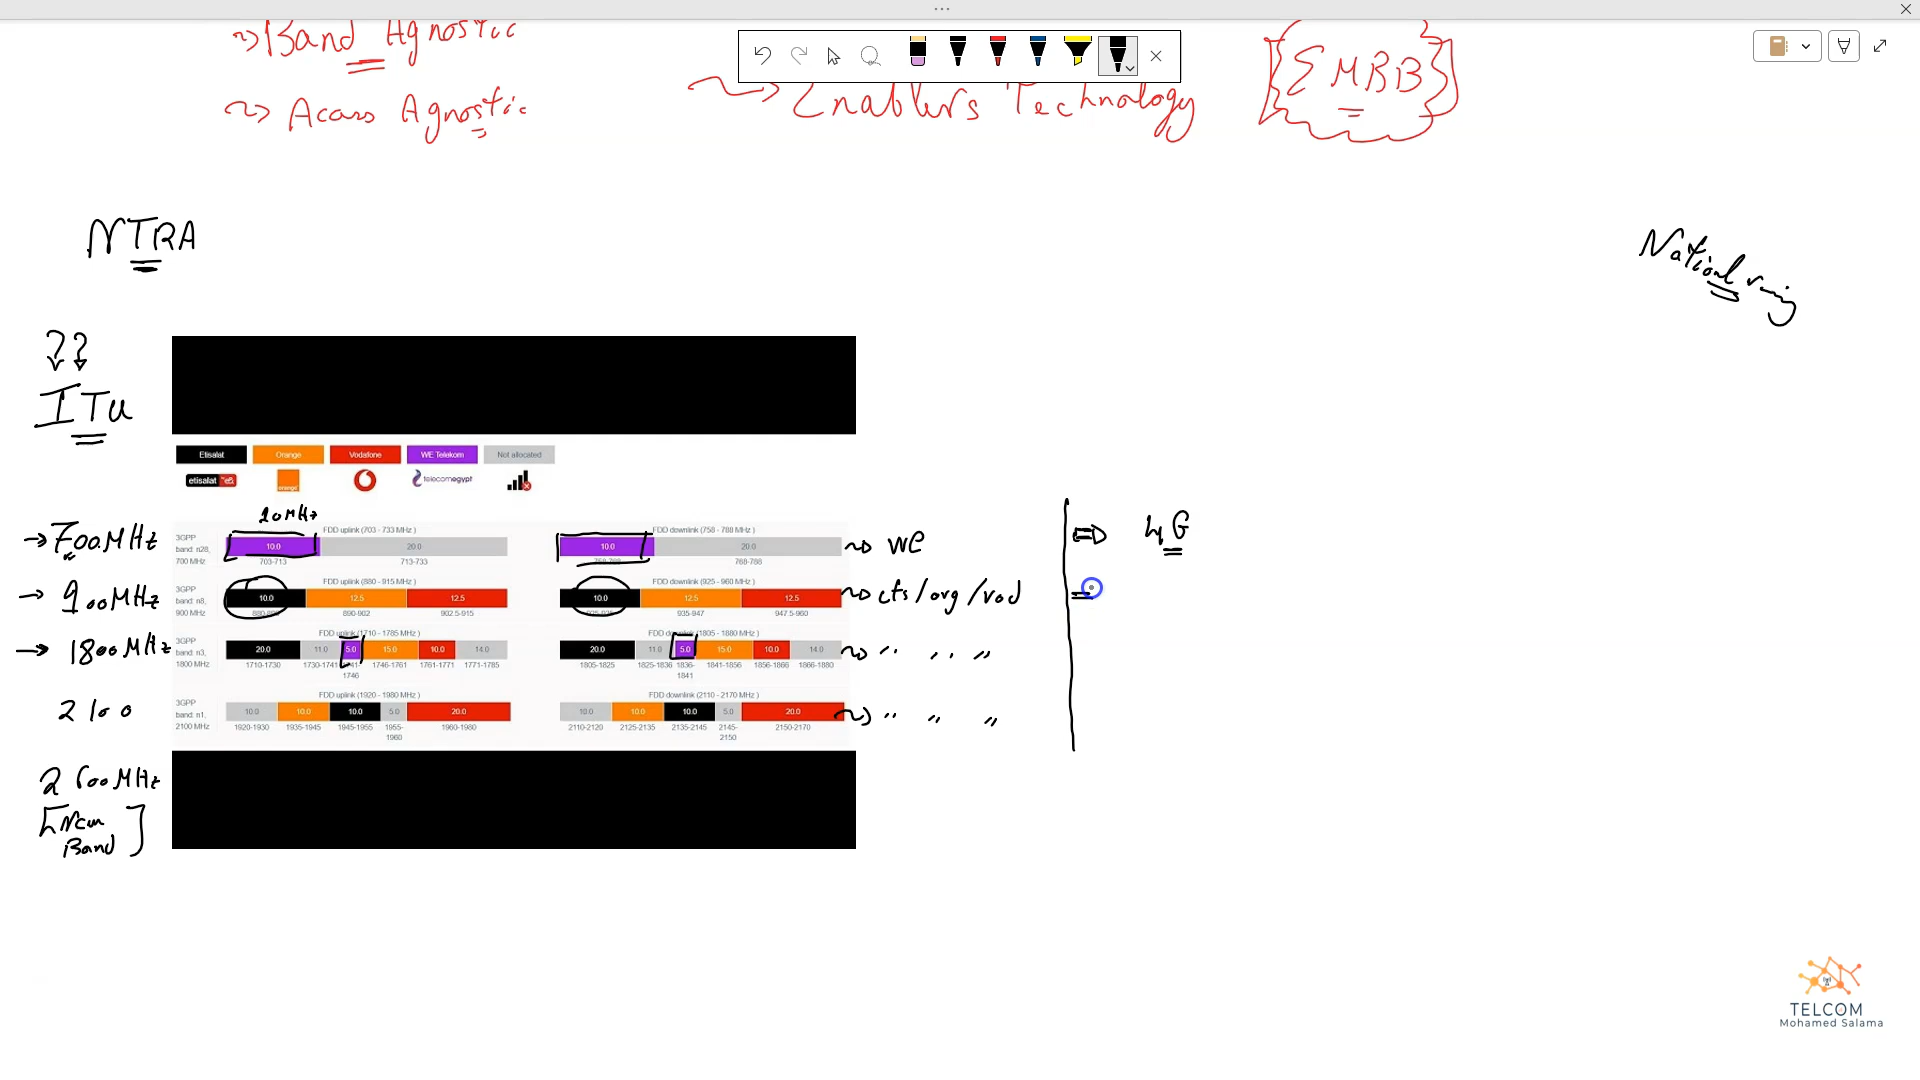 ~> Band Agnostic
~> Access Agnostic
~> Enablers Technology
EMBB
NTRA
National roaming
??
ITU
Etisalat Orange Vodafone WE Telekom Not allocated
etisalat orange telecomegypt
10MHz
→ 700MHz
3GPP band: n28, 700 MHz
FDD uplink (703 - 733 MHz )
10.0 20.0
703-713 713-733
FDD downlink (758 - 788 MHz )
10.0 20.0
768-788
~> WE
=> 4G
→ 900MHz
3GPP band: n8, 900 MHz
FDD uplink (880 - 915 MHz )
10.0 12.5 12.5
890-902 902.5-915
FDD downlink (925 - 960 MHz )
10.0 12.5 12.5
935-947 947.5-960
~> ets/org/vod
=
→ 1800MHz
3GPP band: n3, 1800 MHz
FDD uplink (1710 - 1785 MHz )
20.0 11.0 5.0 15.0 10.0 14.0
1710-1730 1730-1741 1741-1746 1746-1761 1761-1771 1771-1785
FDD downlink (1805 - 1880 MHz )
20.0 11.0 5.0 15.0 10.0 14.0
1805-1825 1825-1836 1836-1841 1841-1856 1856-1866 1866-1880
~> " " "
2100
3GPP band: n1, 2100 MHz
FDD uplink (1920 - 1980 MHz )
10.0 10.0 10.0 5.0 20.0
1920-1930 1935-1945 1945-1955 1955-1960 1960-1980
FDD downlink (2110 - 2170 MHz )
10.0 10.0 10.0 5.0 20.0
2110-2120 2125-2135 2135-2145 2145-2150 2150-2170
~> " " "
2600MHz
[New
Band]
TELCOM
Mohamed Salama